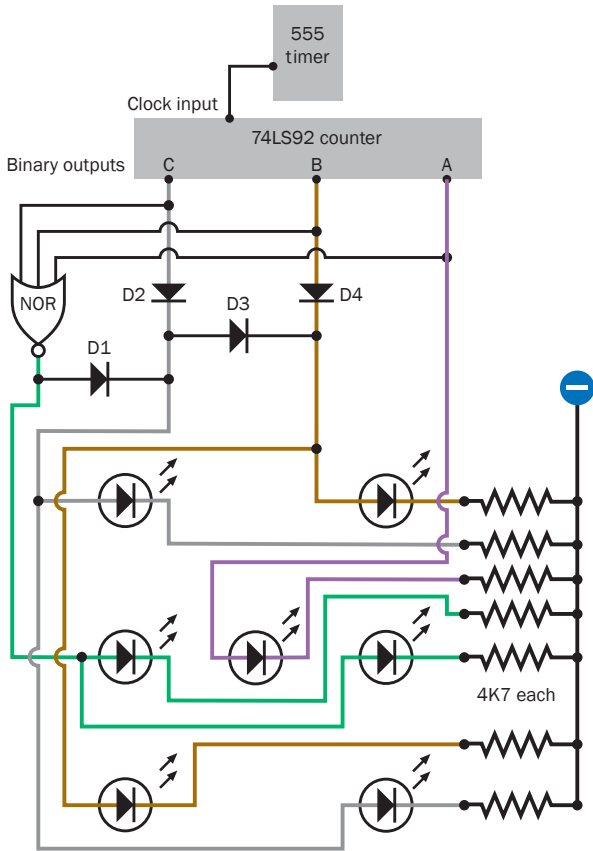 555
timer
Clock input
74LS92 counter
Binary outputs
C
B
A
NOR
D2
D4
D3
D1
4K7 each